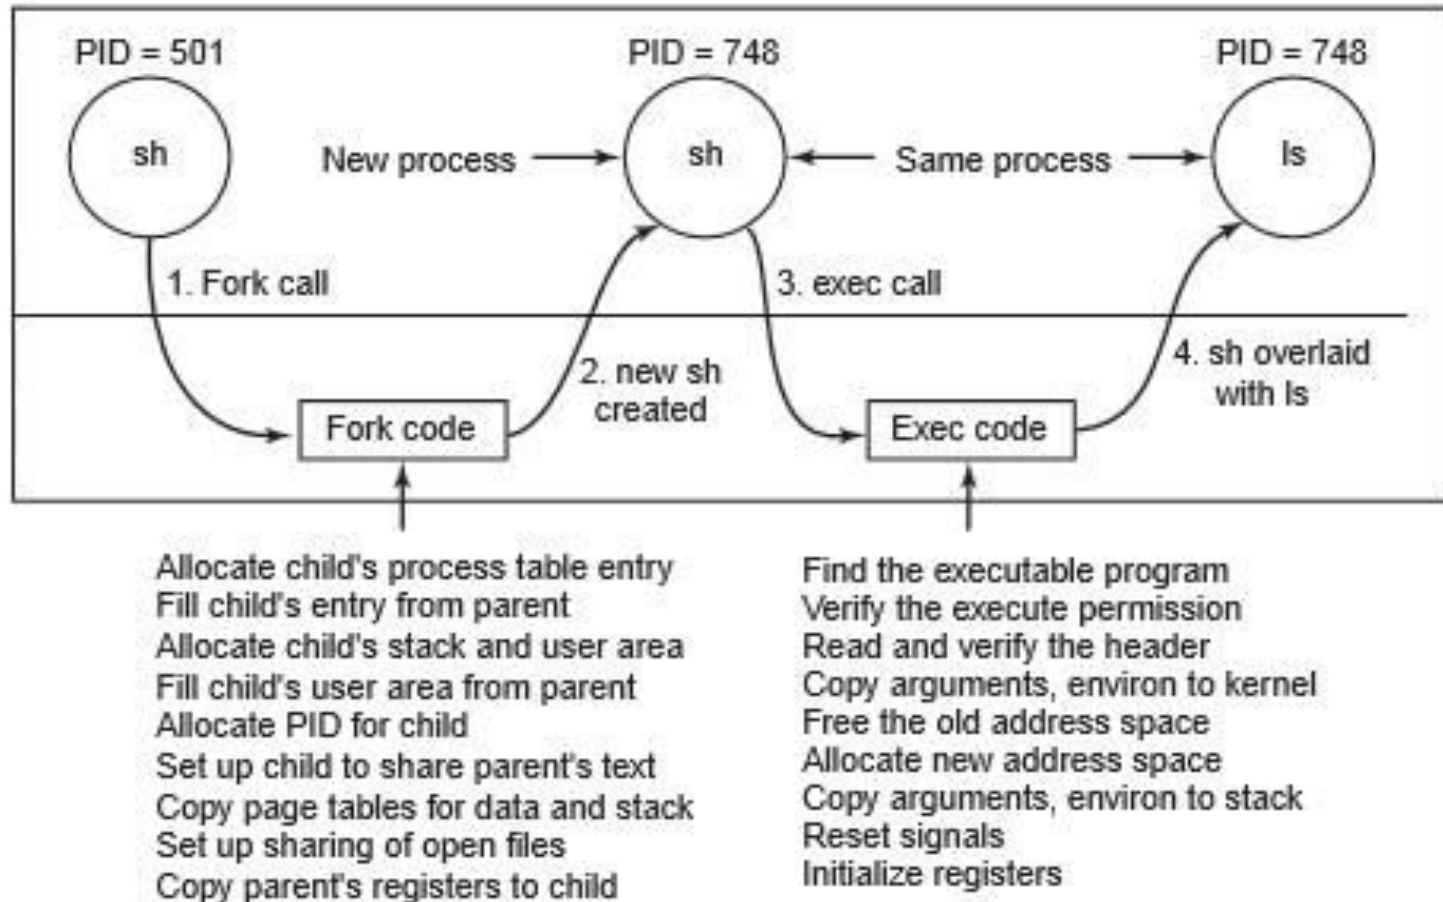 PID = 501
PID = 748
PID = 748
sh
New process
sh
Same process
ls
1. Fork call
3. exec call
2. new sh
created
4. sh overlaid
with ls
Fork code
Exec code
Allocate child's process table entry
Fill child's entry from parent
Allocate child's stack and user area
Fill child's user area from parent
Allocate PID for child
Set up child to share parent's text
Copy page tables for data and stack
Set up sharing of open files
Copy parent's registers to child
Find the executable program
Verify the execute permission
Read and verify the header
Copy arguments, environ to kernel
Free the old address space
Allocate new address space
Copy arguments, environ to stack
Reset signals
Initialize registers